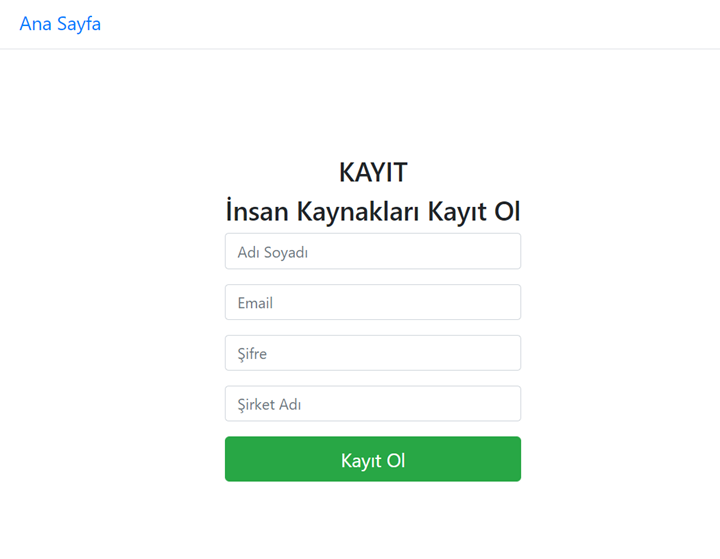 Ana Sayfa
KAYIT
İnsan Kaynakları Kayıt Ol
Adı Soyadı
Email
Şifre
Şirket Adı
Kayıt Ol